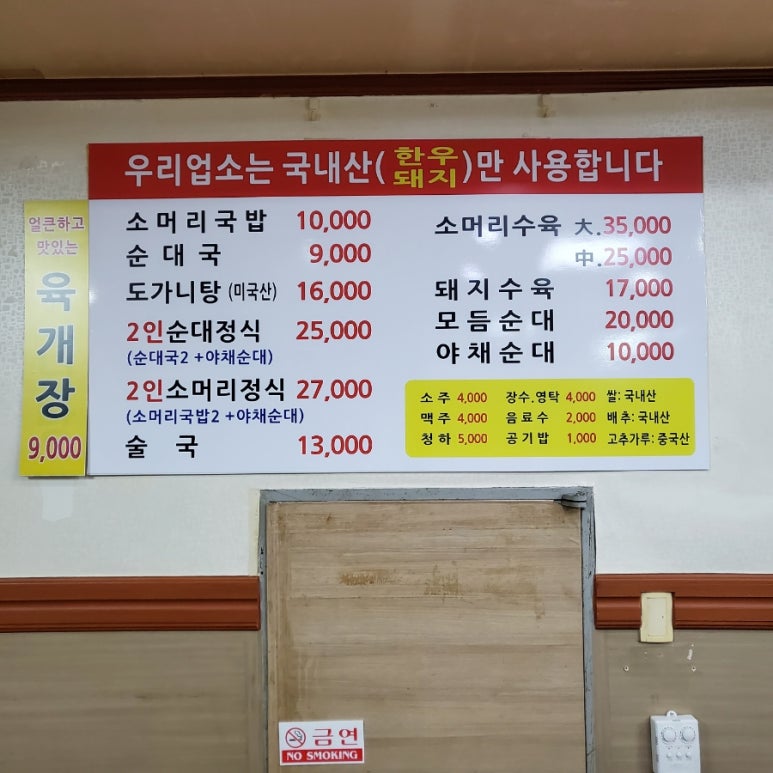 우리업소는 국내산(한우 돼지)만 사용합니다
얼큰하고
맛있는
육개장
9,000
소머리국밥 10,000
순대국 9,000
도가니탕 (미국산) 16,000
2인순대정식 25,000
(순대국2 +야채순대)
2인소머리정식 27,000
(소머리국밥2 +야채순대)
술국 13,000
소머리수육 大.35,000
中.25,000
돼지수육 17,000
모듬순대 20,000
야채순대 10,000
소주 4,000 장수.영탁 4,000 쌀: 국내산
맥주 4,000 음료수 2,000 배추: 국내산
청하 5,000 공기밥 1,000 고추가루: 중국산
금연
NO SMOKING